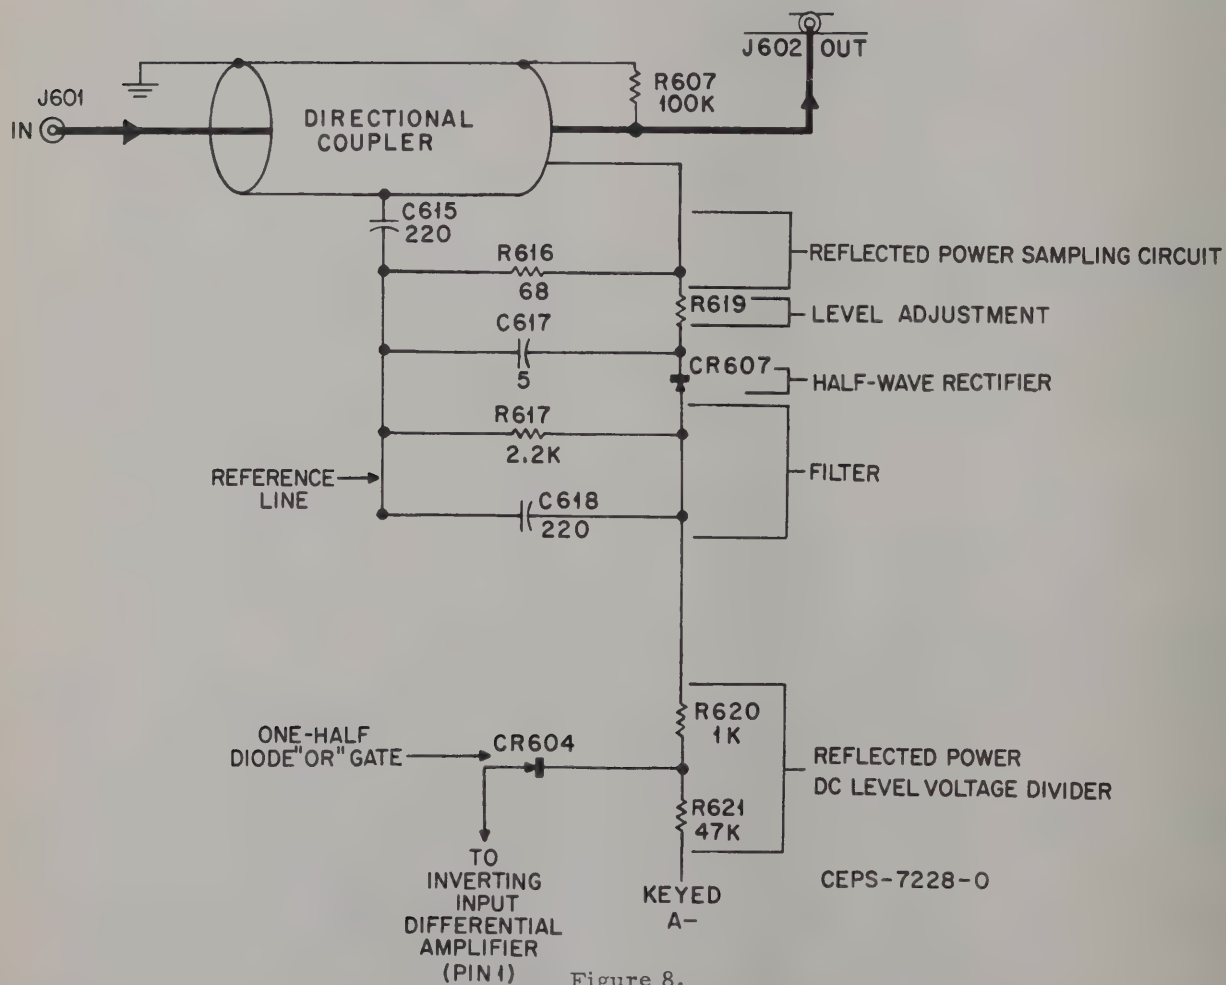 J602 OUT
J601
IN
R607
100K
DIRECTIONAL
COUPLER
C615
220
R616
68
REFLECTED POWER SAMPLING CIRCUIT
R619
LEVEL ADJUSTMENT
C617
5
CR607
HALF-WAVE RECTIFIER
R617
2.2K
FILTER
REFERENCE
LINE
C618
220
ONE-HALF
DIODE"OR" GATE
CR604
R620
1K
REFLECTED POWER
DC LEVEL VOLTAGE DIVIDER
R621
47K
TO
INVERTING
INPUT
DIFFERENTIAL
AMPLIFIER
(PIN 1)
KEYED
A-
CEPS-7228-0
Figure 8.